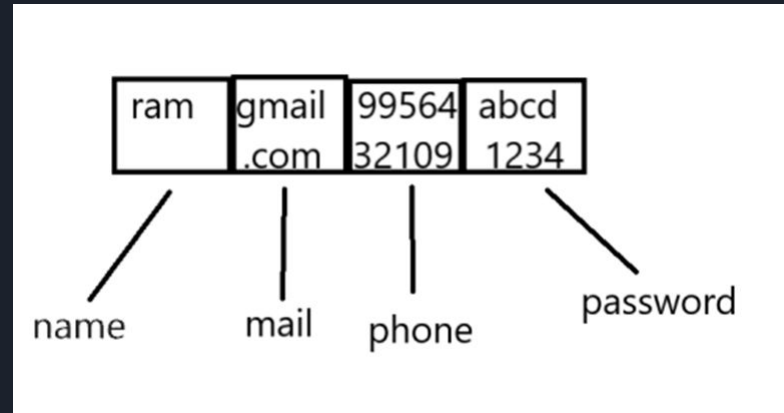 ram
gmail
.com
99564
32109
abcd
1234
name
mail
phone
password